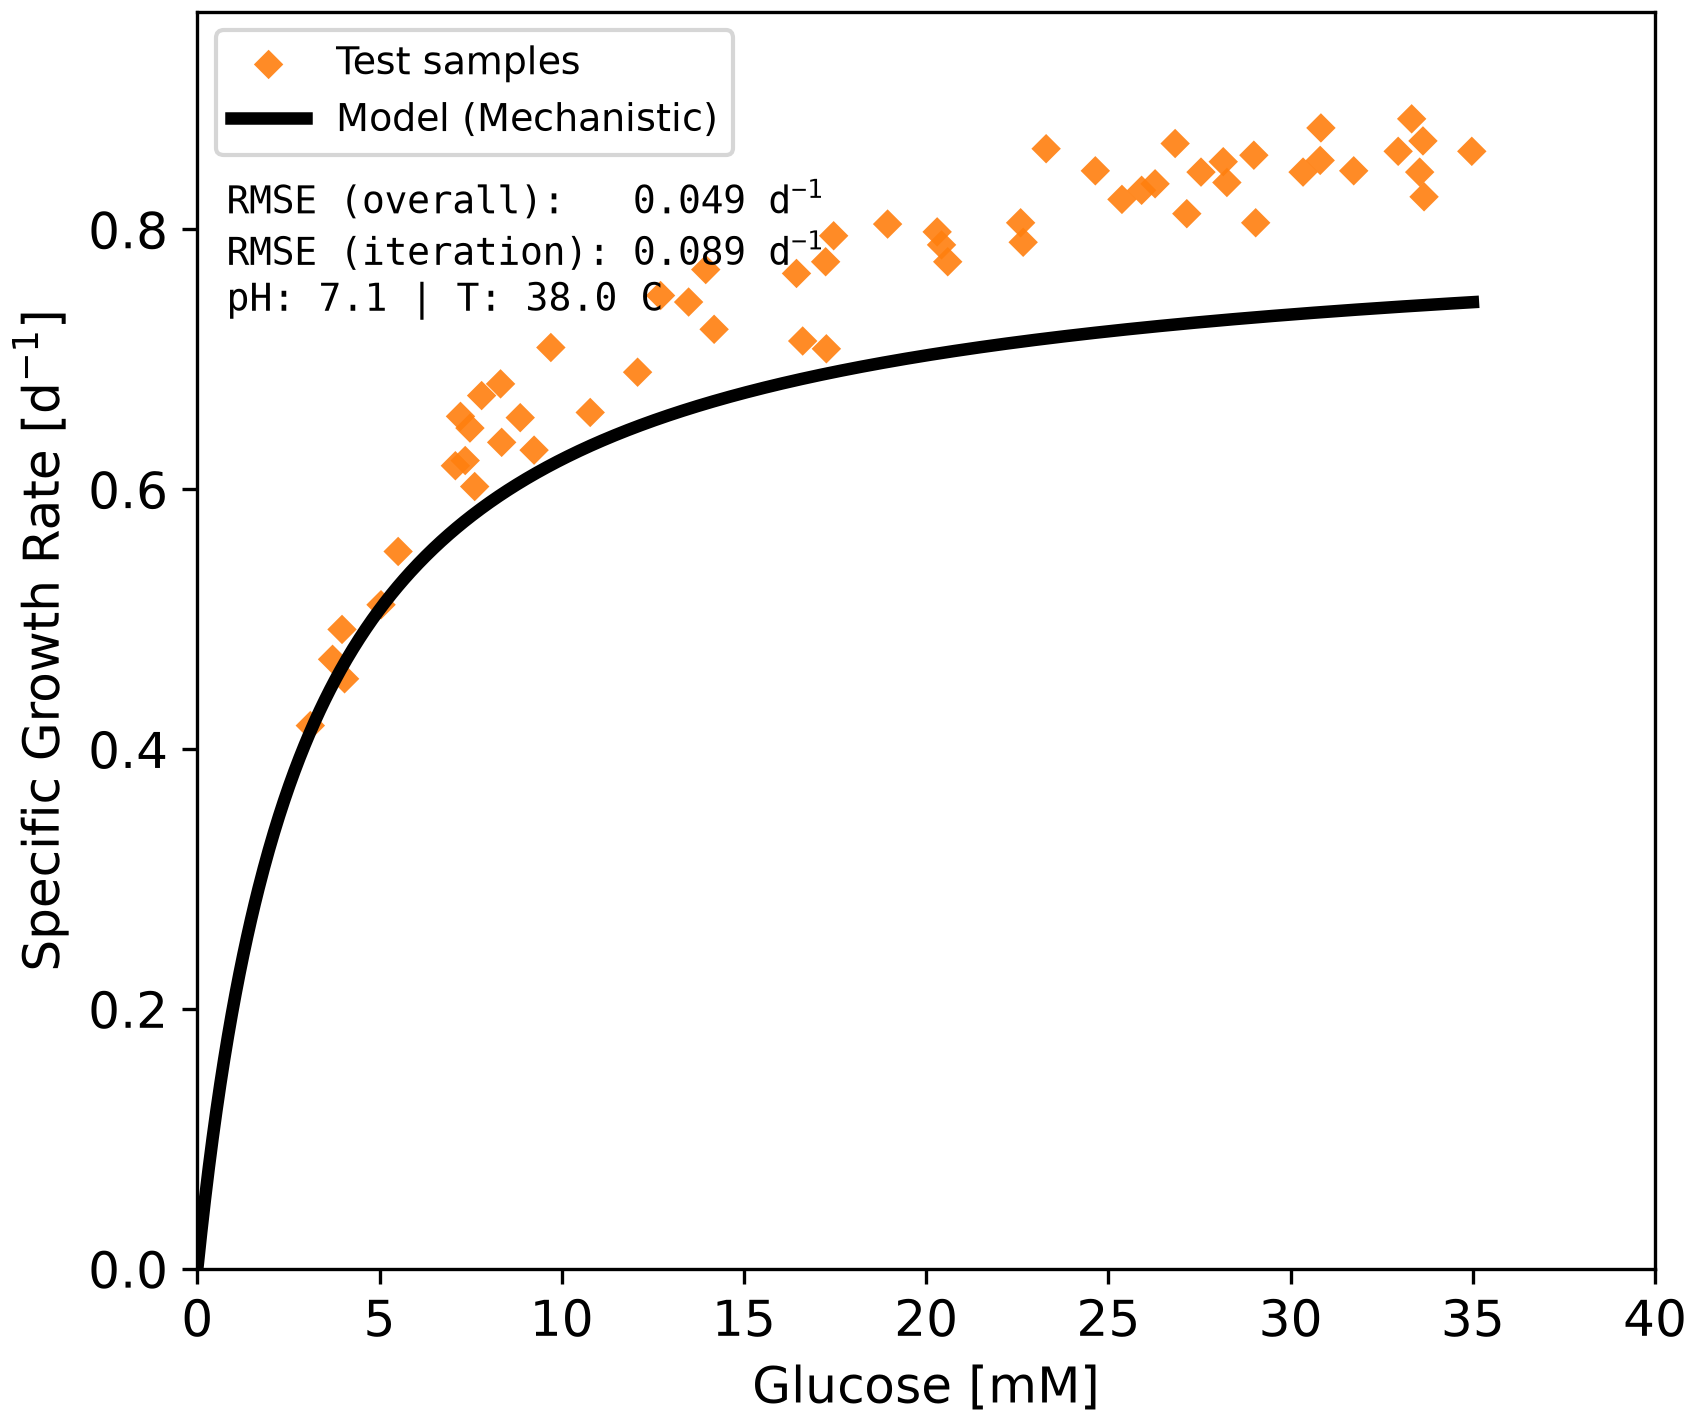 Test samples
Model (Mechanistic)
RMSE (overall):   0.049 d⁻¹
RMSE (iteration): 0.089 d⁻¹
pH: 7.1 | T: 38.0 C
Specific Growth Rate [d⁻¹]
0.8
0.6
0.4
0.2
0.0
0 5 10 15 20 25 30 35 40
Glucose [mM]